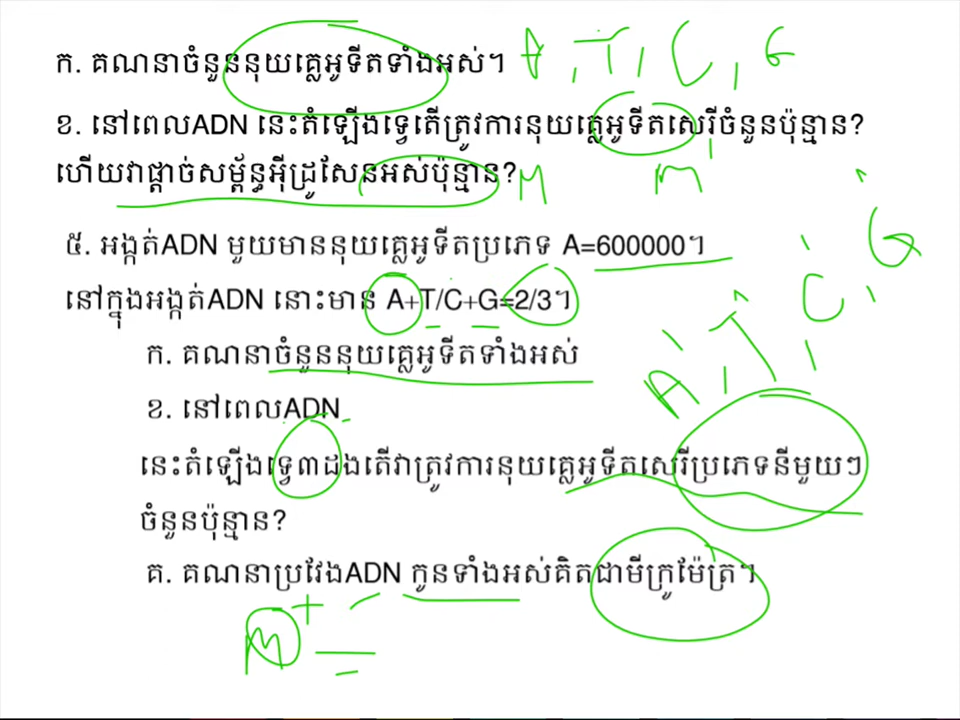 ក. គណនាចំនួននុយគ្លេអូទីតទាំងអស់។ A, T, C, G
ខ. នៅពេលADN នេះតំឡើងទ្វេតើត្រូវការនុយគ្លេអូទីតសេរីចំនួនប៉ុន្មាន?
ហើយវាផ្តាច់សម្ព័ន្ធអ៊ីដ្រូសែនអស់ប៉ុន្មាន? M M'
៥. អង្កត់ADN មួយមាននុយគ្លេអូទីតប្រភេទ A=600000។
នៅក្នុងអង្កត់ADN នោះមាន A+T/C+G=2/3។
A', T', C', G'
ក. គណនាចំនួននុយគ្លេអូទីតទាំងអស់
ខ. នៅពេលADN
នេះតំឡើងទ្វេ៣ដងតើវាត្រូវការនុយគ្លេអូទីតសេរីប្រភេទនីមួយៗ
ចំនួនប៉ុន្មាន?
គ. គណនាប្រវែងADN កូនទាំងអស់គិតជាមីក្រូម៉ែត្រ។
M